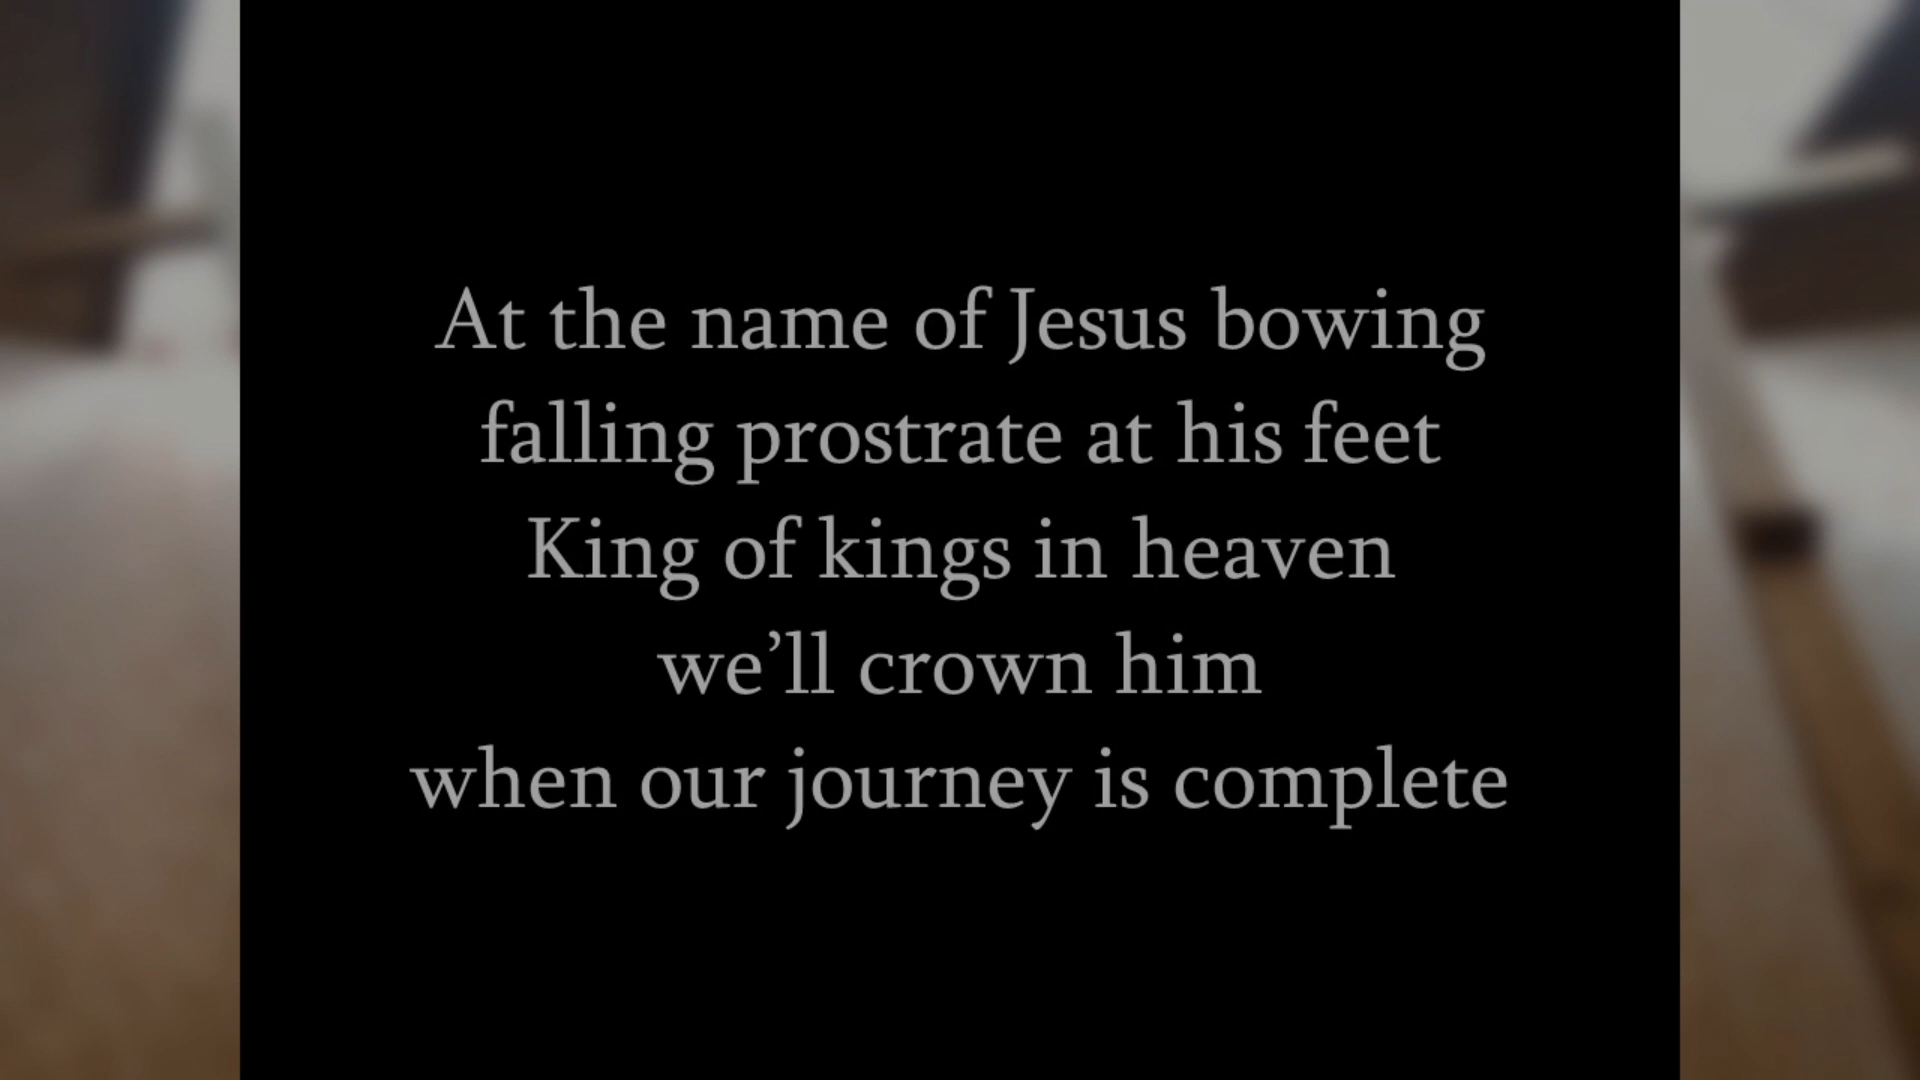 At the name of Jesus bowing
falling prostrate at his feet
King of kings in heaven
we’ll crown him
when our journey is complete